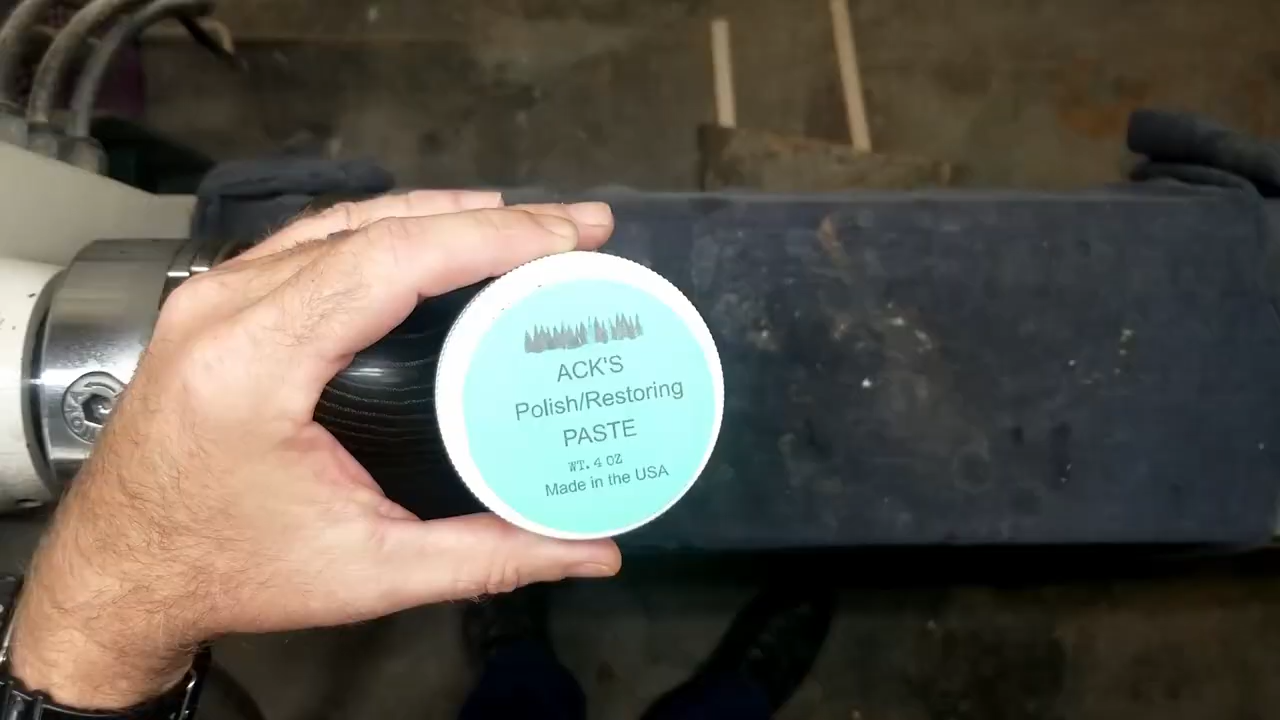 ACK'S
Polish/Restoring
PASTE
WT. 4 OZ
Made in the USA